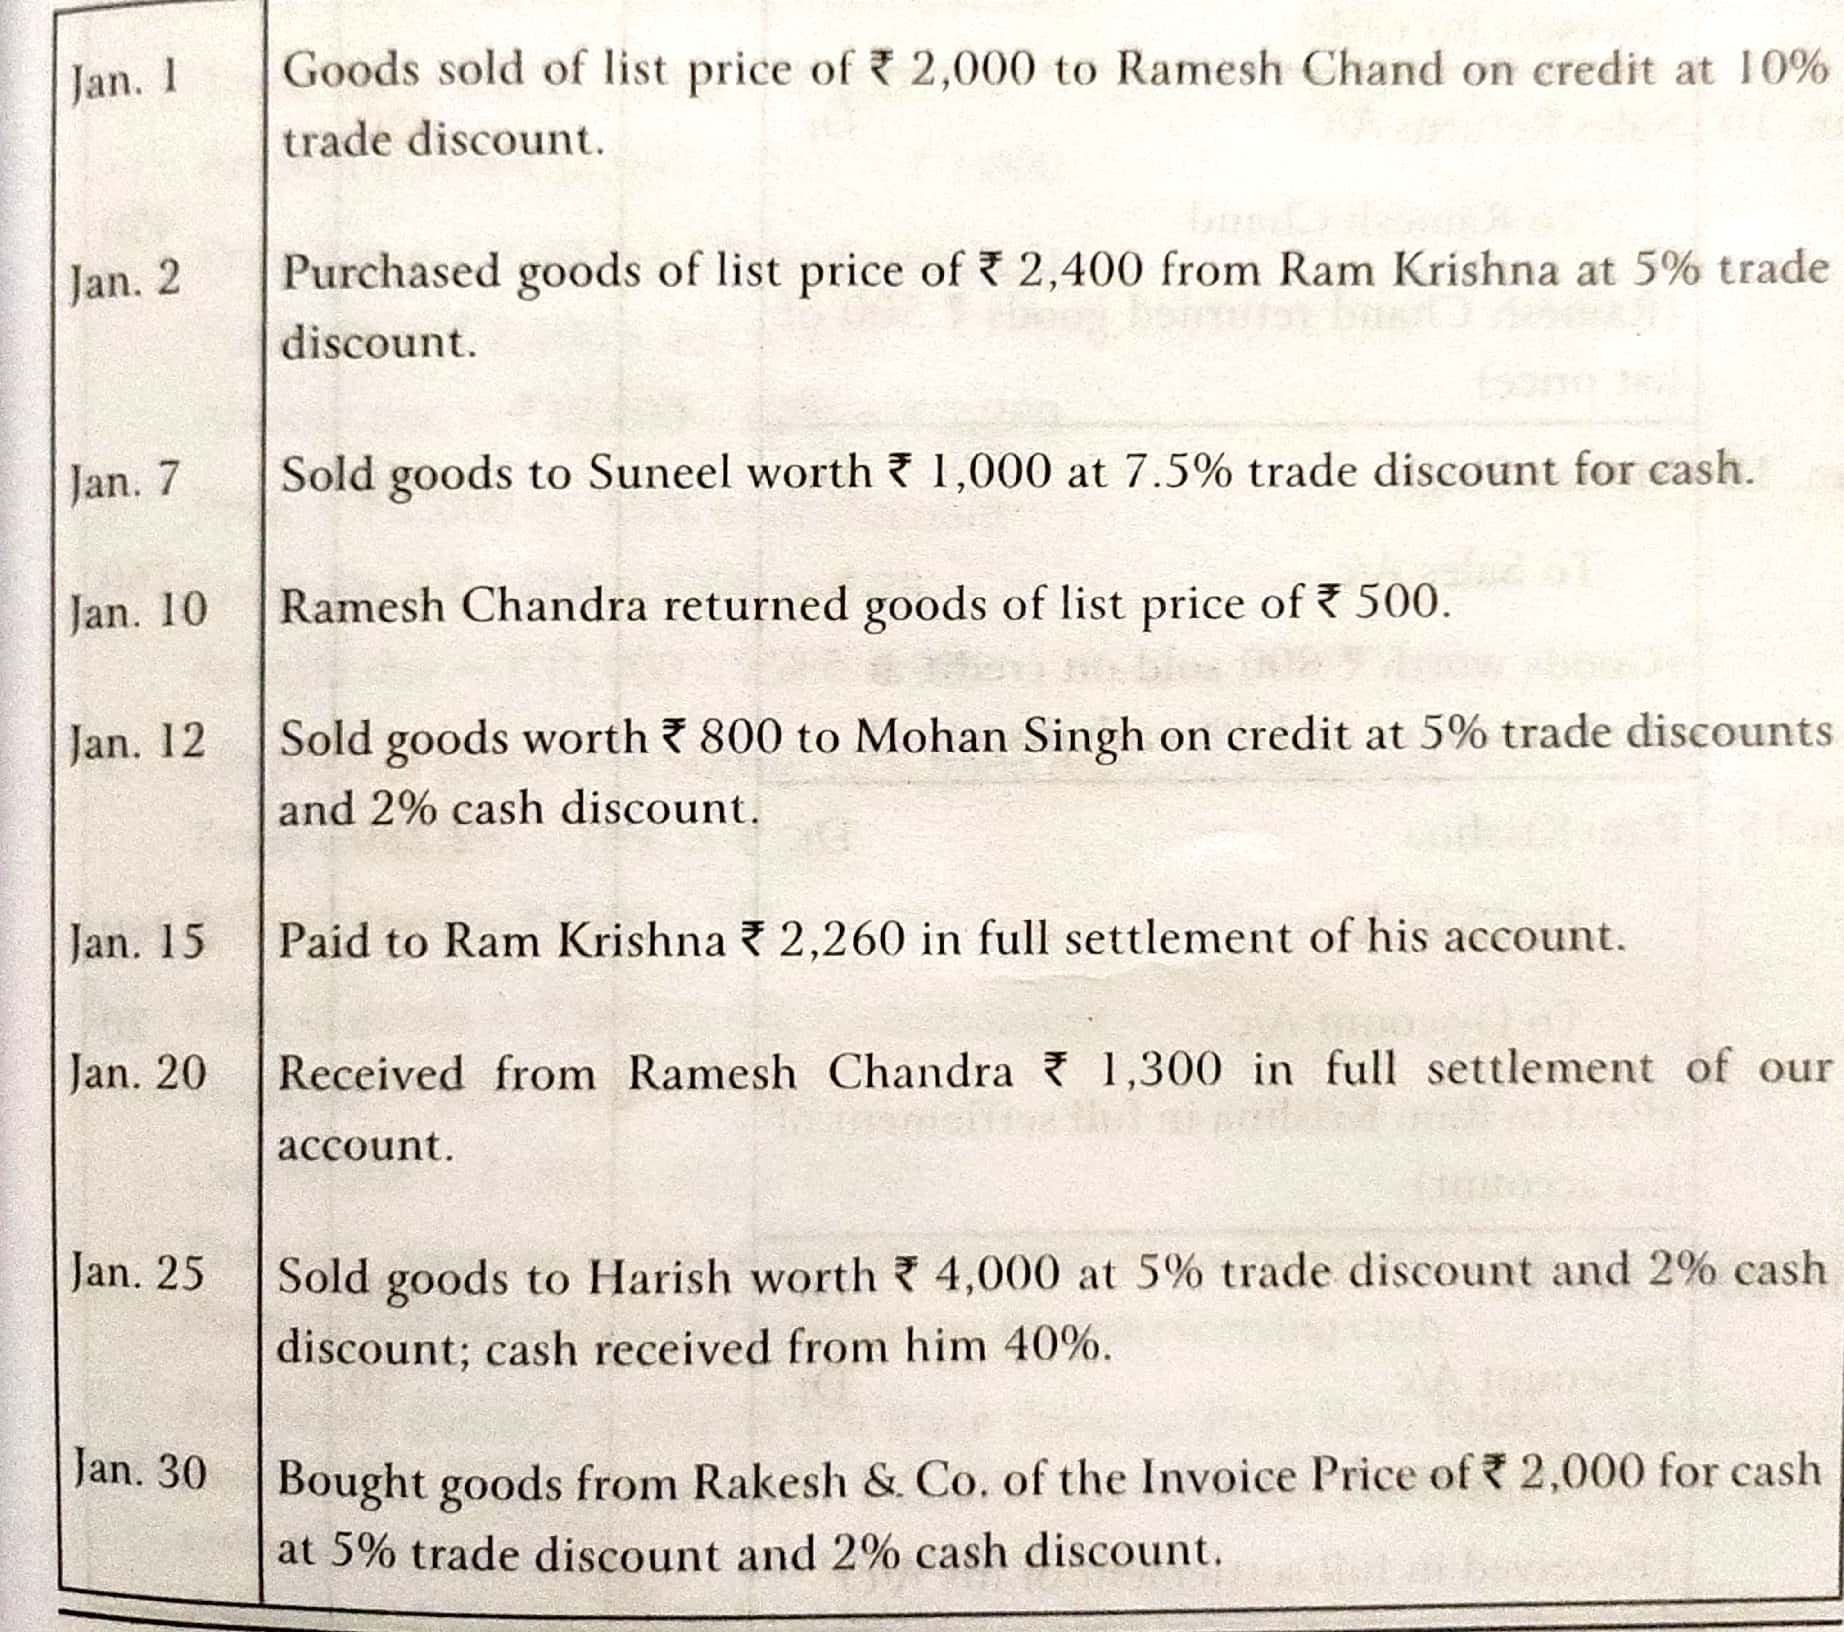 Jan. 1 Goods sold of list price of ₹ 2,000 to Ramesh Chand on credit at 10%
trade discount.
Jan. 2 Purchased goods of list price of ₹ 2,400 from Ram Krishna at 5% trade
discount.
Jan. 7 Sold goods to Suneel worth ₹ 1,000 at 7.5% trade discount for cash.
Jan. 10 Ramesh Chandra returned goods of list price of ₹ 500.
Jan. 12 Sold goods worth ₹ 800 to Mohan Singh on credit at 5% trade discounts
and 2% cash discount.
Jan. 15 Paid to Ram Krishna ₹ 2,260 in full settlement of his account.
Jan. 20 Received from Ramesh Chandra ₹ 1,300 in full settlement of our
account.
Jan. 25 Sold goods to Harish worth ₹ 4,000 at 5% trade discount and 2% cash
discount; cash received from him 40%.
Jan. 30 Bought goods from Rakesh & Co. of the Invoice Price of ₹ 2,000 for cash
at 5% trade discount and 2% cash discount.